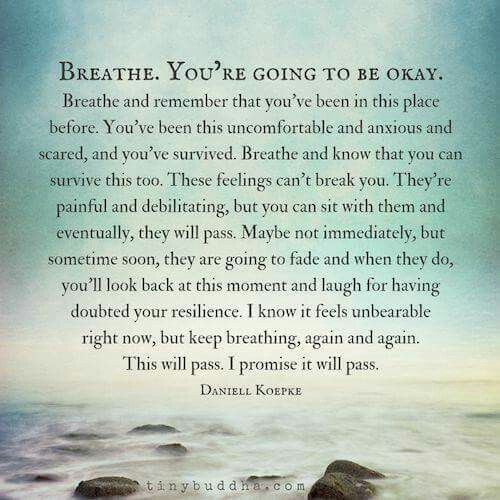 Breathe. You're going to be okay.
Breathe and remember that you've been in this place
before. You've been this uncomfortable and anxious and
scared, and you've survived. Breathe and know that you can
survive this too. These feelings can't break you. They're
painful and debilitating, but you can sit with them and
eventually, they will pass. Maybe not immediately, but
sometime soon, they are going to fade and when they do,
you'll look back at this moment and laugh for having
doubted your resilience. I know it feels unbearable
right now, but keep breathing, again and again.
This will pass. I promise it will pass.
Daniell Koepke
tinybuddha.com